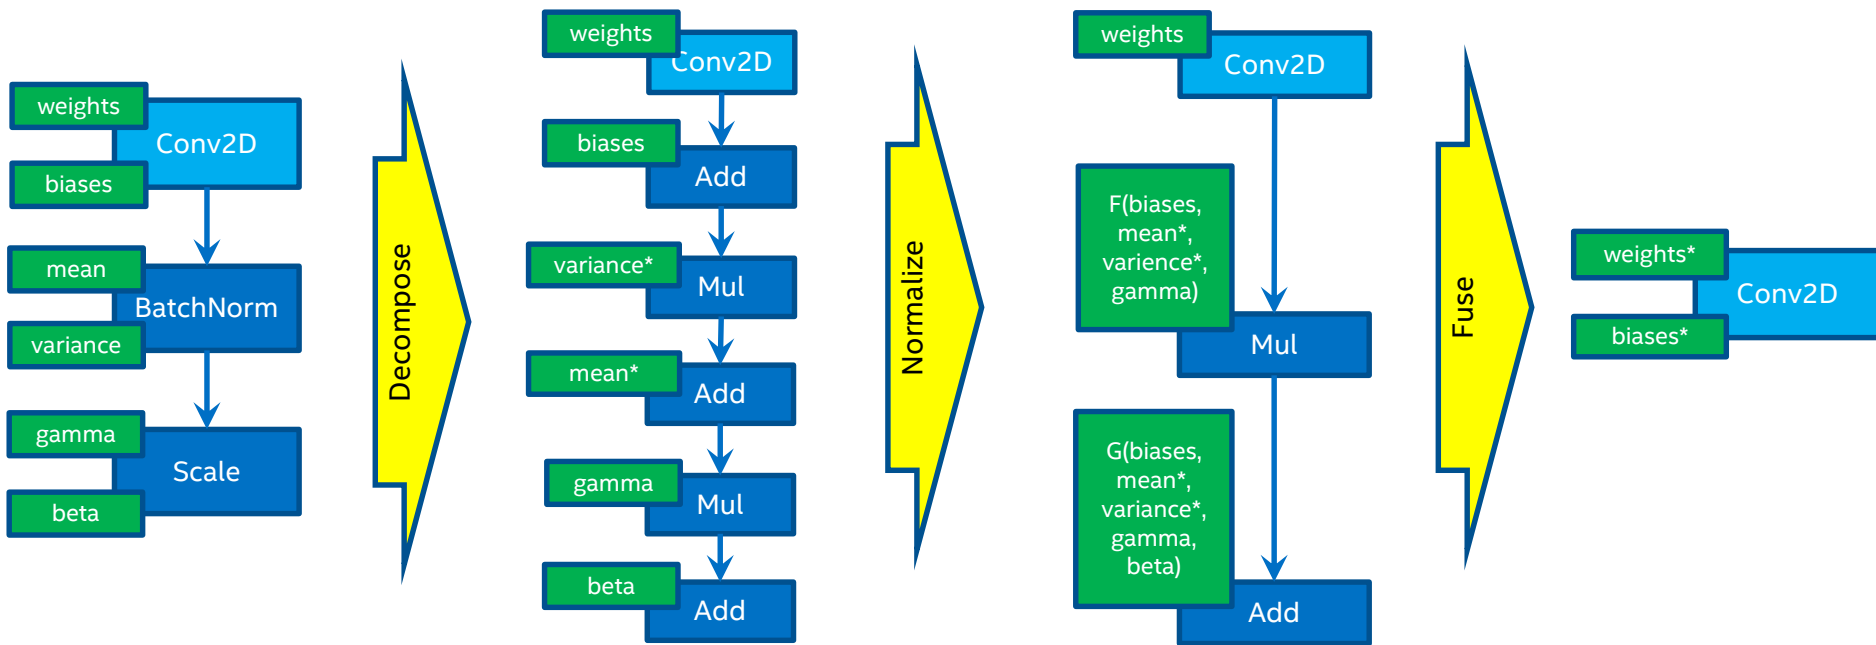 weights
Conv2D
biases
mean
BatchNorm
variance
gamma
Scale
beta
Decompose
weights
Conv2D
biases
Add
variance*
Mul
mean*
Add
gamma
Mul
beta
Add
Normalize
weights
Conv2D
F(biases,
mean*,
varience*,
gamma)
Mul
G(biases,
mean*,
variance*,
gamma,
beta)
Add
Fuse
weights*
Conv2D
biases*